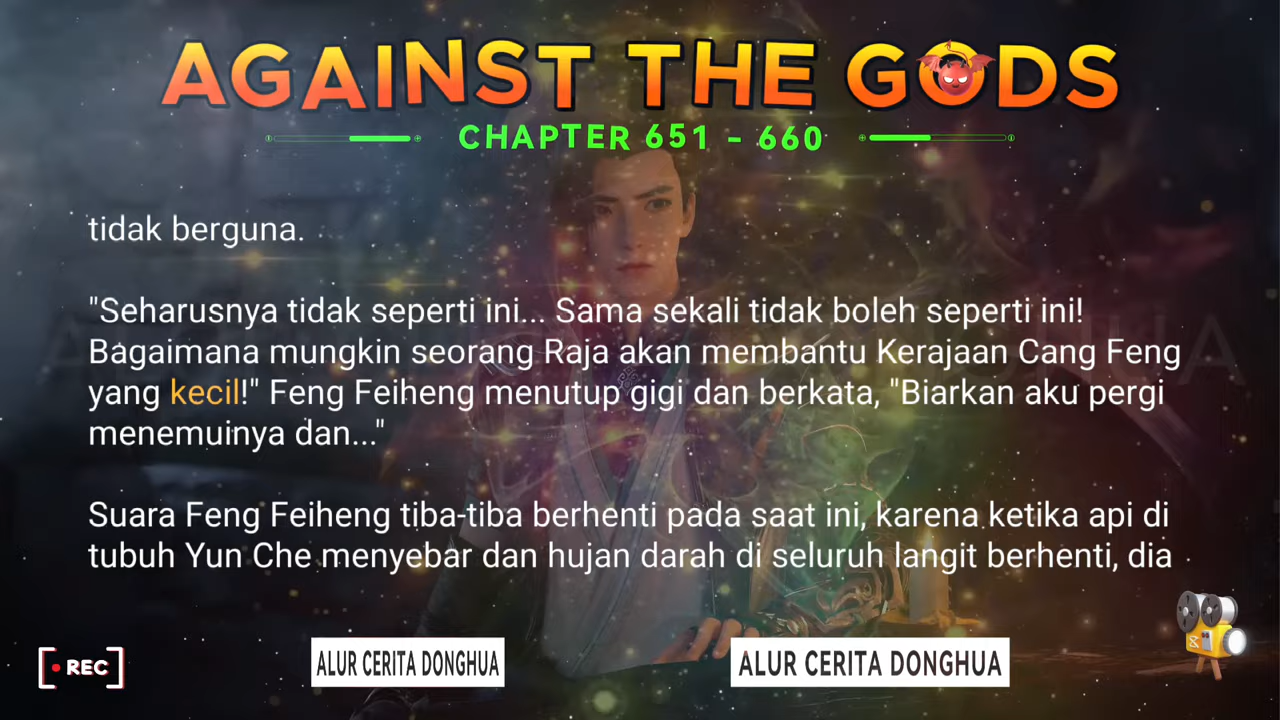 AGAINST THE GODS
CHAPTER 651 - 660
tidak berguna.
"Seharusnya tidak seperti ini... Sama sekali tidak boleh seperti ini!
Bagaimana mungkin seorang Raja akan membantu Kerajaan Cang Feng
yang kecil!" Feng Feiheng menutup gigi dan berkata, "Biarkan aku pergi
menemuinya dan..."
Suara Feng Feiheng tiba-tiba berhenti pada saat ini, karena ketika api di
tubuh Yun Che menyebar dan hujan darah di seluruh langit berhenti, dia
REC
ALUR CERITA DONGHUA
ALUR CERITA DONGHUA